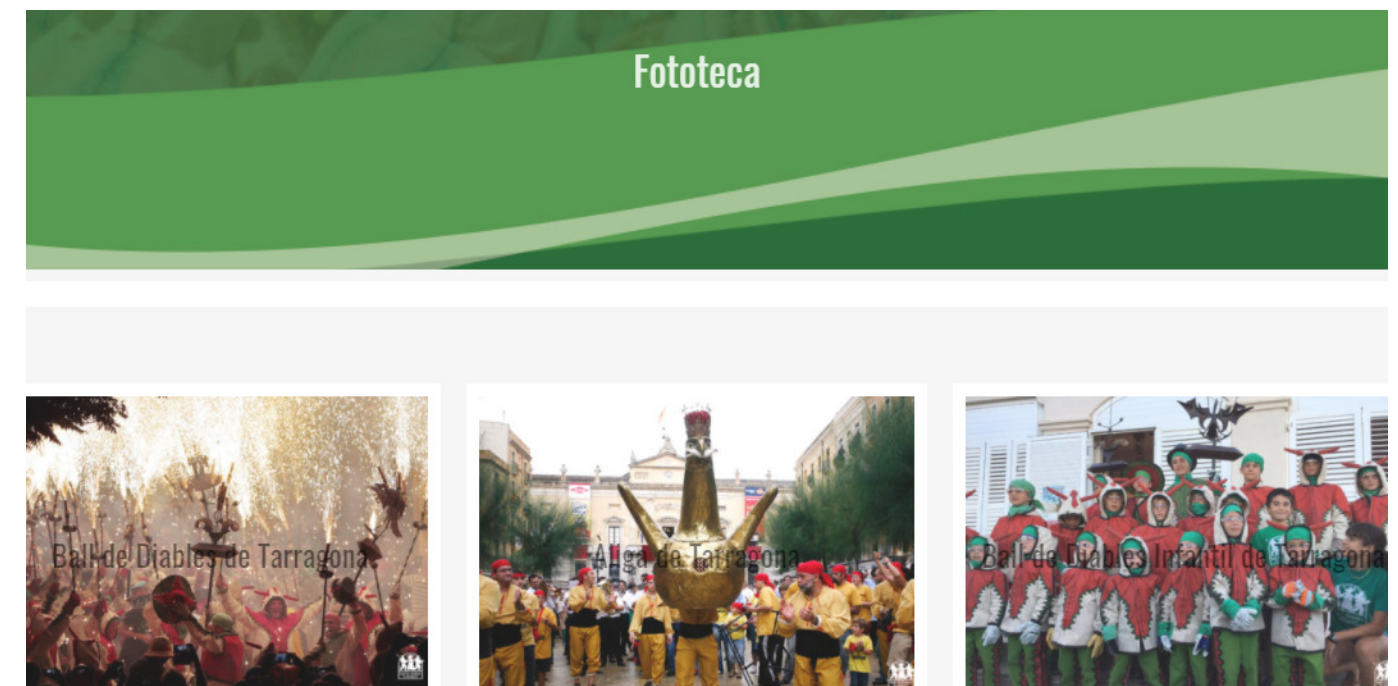 Fototeca
Ball de Diables de Tarragona
Àliga de Tarragona
Ball de Diables Infantil de Tarragona